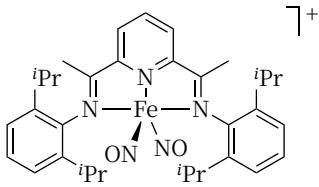 ]+
N
iPr iPr
N Fe N
ON NO
iPr iPr